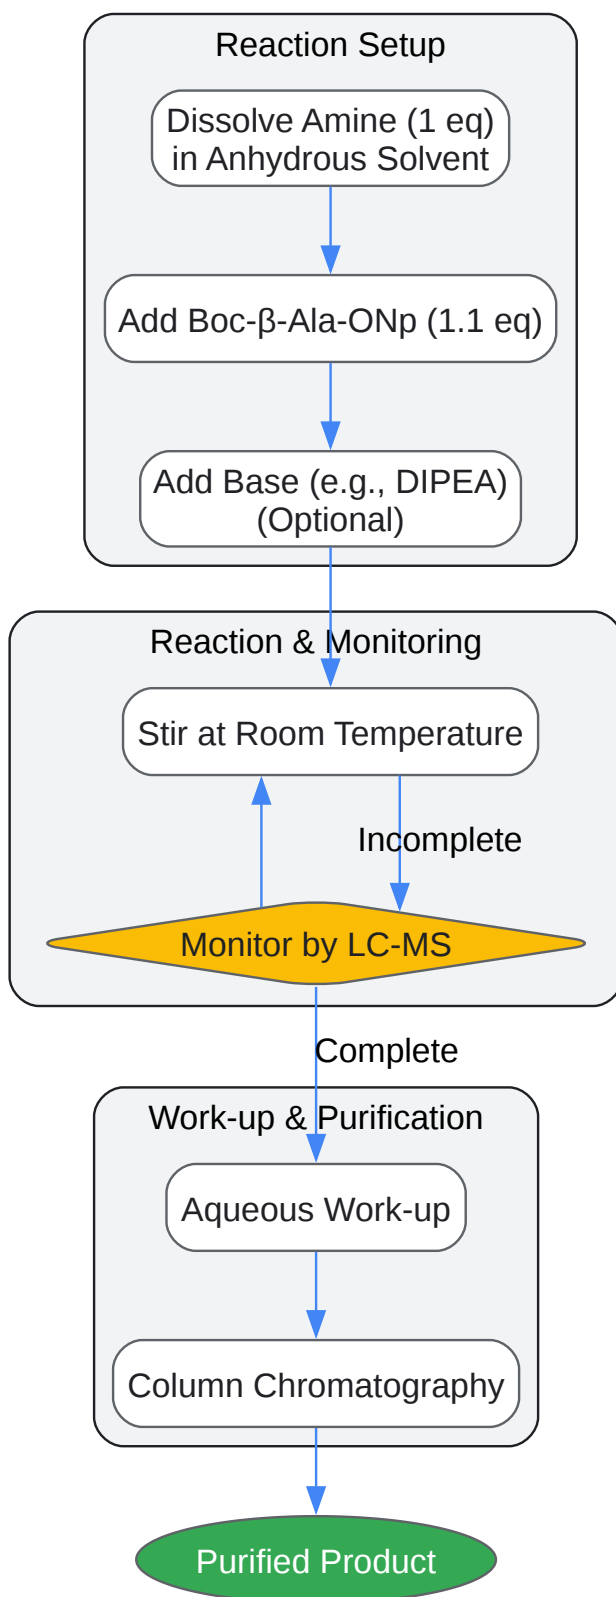 Reaction Setup
Dissolve Amine (1 eq)
in Anhydrous Solvent
Add Boc-β-Ala-ONp (1.1 eq)
Add Base (e.g., DIPEA)
(Optional)
Reaction & Monitoring
Stir at Room Temperature
Incomplete
Monitor by LC-MS
Complete
Work-up & Purification
Aqueous Work-up
Column Chromatography
Purified Product